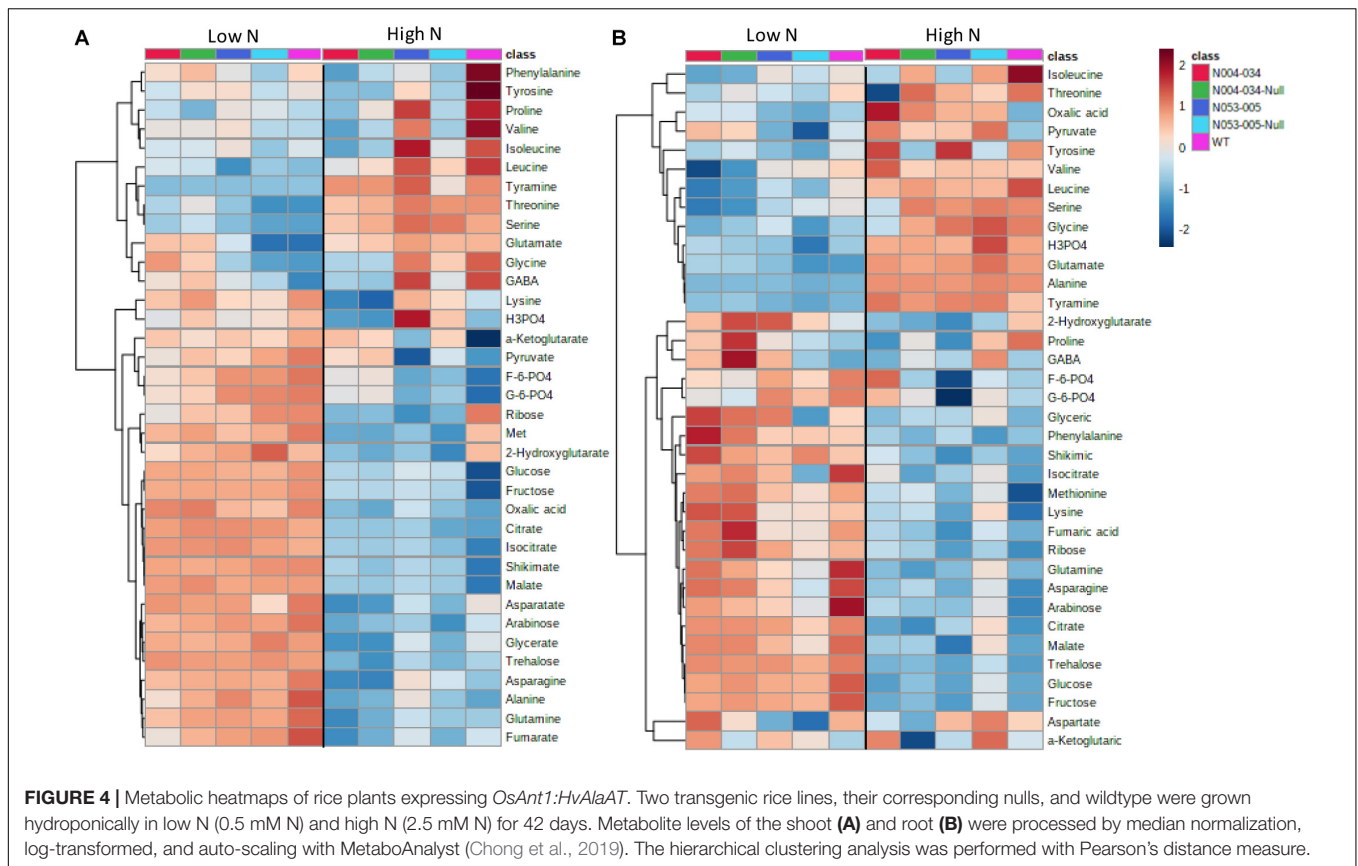 A
Low N
High N
class
Phenylalanine
Tyrosine
Proline
Valine
Isoleucine
Leucine
Tyramine
Threonine
Serine
Glutamate
Glycine
GABA
Lysine
H3PO4
a-Ketoglutarate
Pyruvate
F-6-PO4
G-6-PO4
Ribose
Met
2-Hydroxyglutarate
Glucose
Fructose
Oxalic acid
Citrate
Isocitrate
Shikimate
Malate
Asparatate
Arabinose
Glycerate
Trehalose
Asparagine
Alanine
Glutamine
Fumarate
B
Low N
High N
class
Isoleucine
Threonine
Oxalic acid
Pyruvate
Tyrosine
Valine
Leucine
Serine
Glycine
H3PO4
Glutamate
Alanine
Tyramine
2-Hydroxyglutarate
Proline
GABA
F-6-PO4
G-6-PO4
Glyceric
Phenylalanine
Shikimic
Isocitrate
Methionine
Lysine
Fumaric acid
Ribose
Glutamine
Asparagine
Arabinose
Citrate
Malate
Trehalose
Glucose
Fructose
Aspartate
a-Ketoglutaric
2
1
0
-1
-2
class
N004-034
N004-034-Null
N053-005
N053-005-Null
WT
FIGURE 4 | Metabolic heatmaps of rice plants expressing OsAnt1:HvAlaAT. Two transgenic rice lines, their corresponding nulls, and wildtype were grown
hydroponically in low N (0.5 mM N) and high N (2.5 mM N) for 42 days. Metabolite levels of the shoot (A) and root (B) were processed by median normalization,
log-transformed, and auto-scaling with MetaboAnalyst (Chong et al., 2019). The hierarchical clustering analysis was performed with Pearson's distance measure.